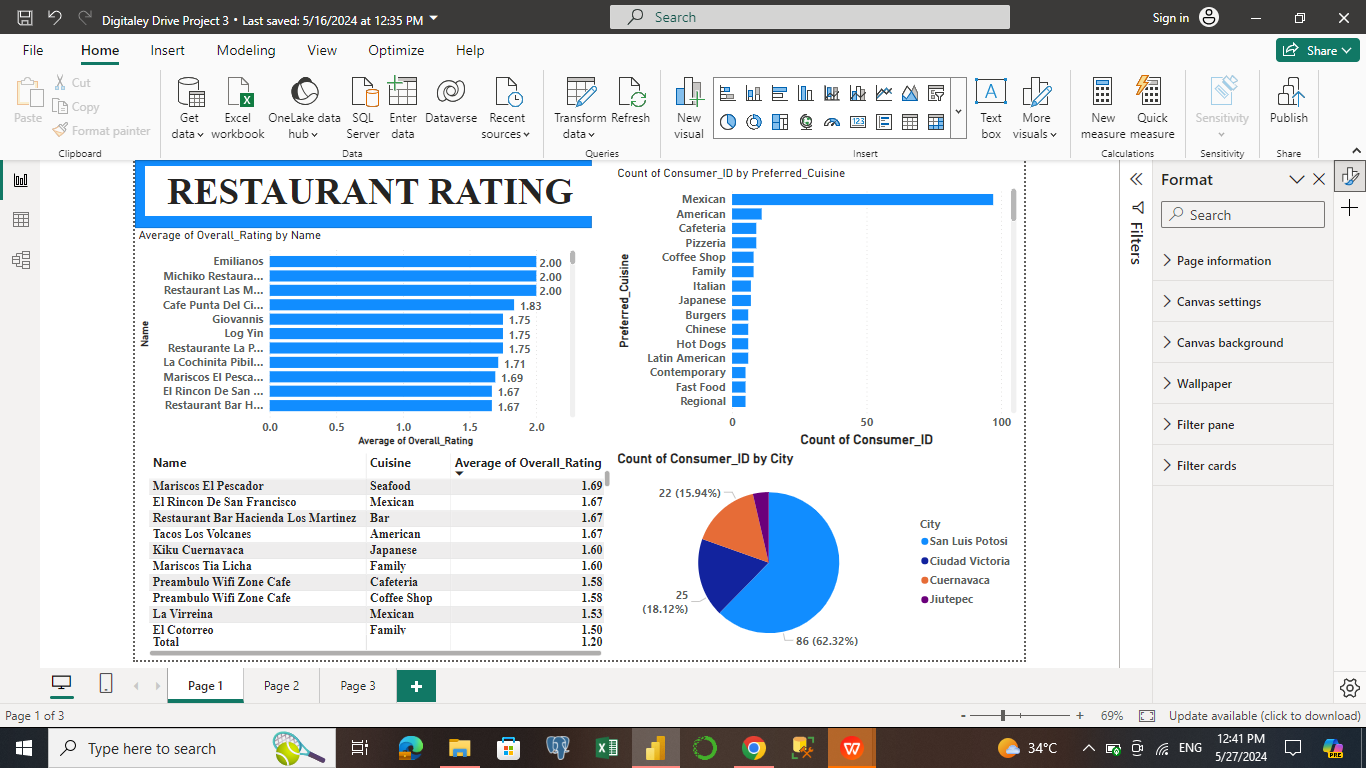 Digitaley Drive Project 3 • Last saved: 5/16/2024 at 12:35 PM
Search
Sign in
File
Home
Insert
Modeling
View
Optimize
Help
Share
Paste
Cut
Copy
Format painter
Clipboard
Get data
Excel workbook
OneLake data hub
SQL Server
Enter data
Dataverse
Recent sources
Data
Transform data
Refresh
Queries
New visual
A
123
Text box
More visuals
Insert
New measure
Quick measure
Calculations
Sensitivity
Sensitivity
Publish
Share
RESTAURANT RATING
Average of Overall_Rating by Name
Name
Emilianos 2.00
Michiko Restaura... 2.00
Restaurant Las M... 2.00
Cafe Punta Del Ci... 1.83
Giovannis 1.75
Log Yin 1.75
Restaurante La P... 1.75
La Cochinita Pibil... 1.71
Mariscos El Pesca... 1.69
El Rincon De San ... 1.67
Restaurant Bar H... 1.67
0.0 0.5 1.0 1.5 2.0
Average of Overall_Rating
Count of Consumer_ID by Preferred_Cuisine
Preferred_Cuisine
Mexican
American
Cafeteria
Pizzeria
Coffee Shop
Family
Italian
Japanese
Burgers
Chinese
Hot Dogs
Latin American
Contemporary
Fast Food
Regional
0 50 100
Count of Consumer_ID
Name Cuisine Average of Overall_Rating
Mariscos El Pescador Seafood 1.69
El Rincon De San Francisco Mexican 1.67
Restaurant Bar Hacienda Los Martinez Bar 1.67
Tacos Los Volcanes American 1.67
Kiku Cuernavaca Japanese 1.60
Mariscos Tia Licha Family 1.60
Preambulo Wifi Zone Cafe Cafeteria 1.58
Preambulo Wifi Zone Cafe Coffee Shop 1.58
La Virreina Mexican 1.53
El Cotorreo Family 1.50
Total 1.20
Count of Consumer_ID by City
22 (15.94%)
25
(18.12%)
86 (62.32%)
City
San Luis Potosi
Ciudad Victoria
Cuernavaca
Jiutepec
Filters
Format
Search
Page information
Canvas settings
Canvas background
Wallpaper
Filter pane
Filter cards
Page 1
Page 2
Page 3
Page 1 of 3
- + 69%
Update available (click to download)
Type here to search
W
34°C
ENG
12:41 PM
5/27/2024
PRE